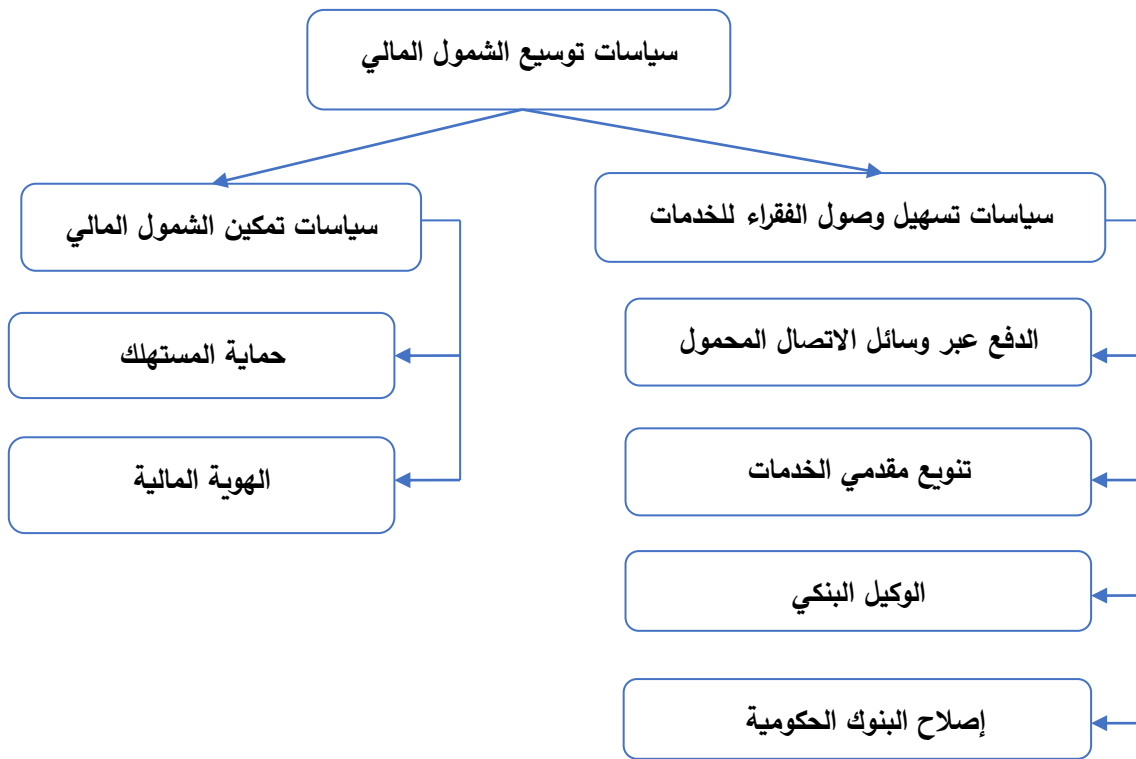 سياسات توسيع الشمول المالي
سياسات تسهيل وصول الفقراء للخدمات
الدفع عبر وسائل الاتصال المحمول
تنويع مقدمي الخدمات
الوكيل البنكي
إصلاح البنوك الحكومية
سياسات تمكين الشمول المالي
حماية المستهلك
الهوية المالية